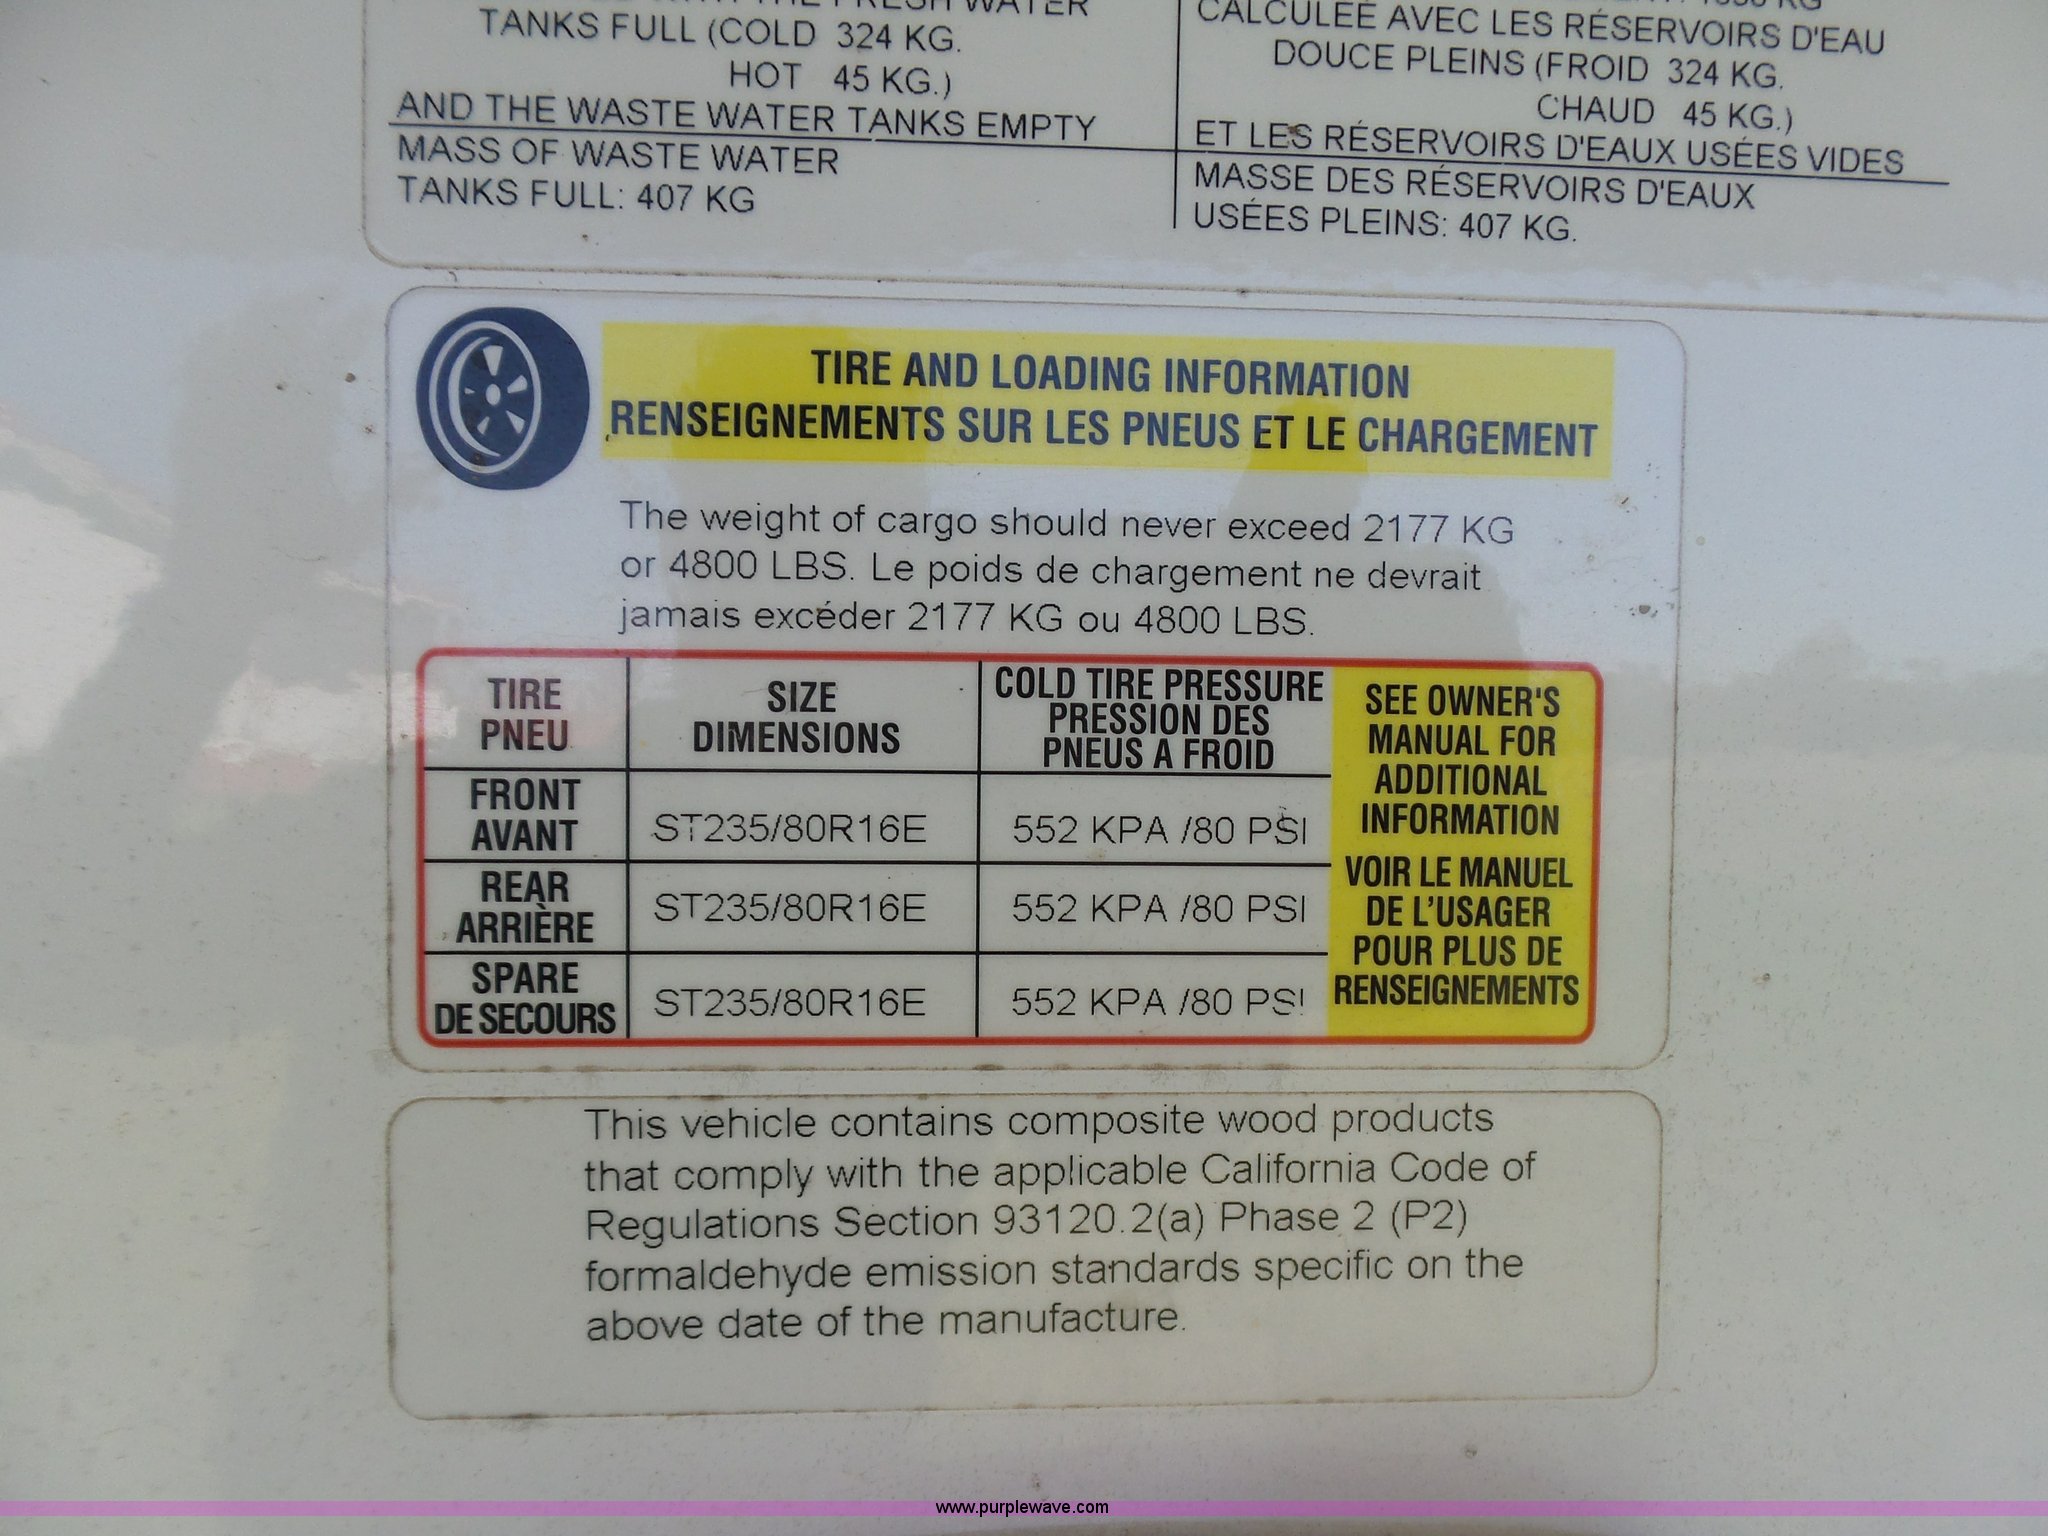 THE FRESH WATER
TANKS FULL (COLD 324 KG.
HOT 45 KG.)
AND THE WASTE WATER TANKS EMPTY
MASS OF WASTE WATER
TANKS FULL: 407 KG
CALCULÉE AVEC LES RÉSERVOIRS D'EAU
DOUCE PLEINS (FROID 324 KG.
CHAUD 45 KG.)
ET LES RÉSERVOIRS D'EAUX USÉES VIDES
MASSE DES RÉSERVOIRS D'EAUX
USÉES PLEINS: 407 KG.
TIRE AND LOADING INFORMATION
RENSEIGNEMENTS SUR LES PNEUS ET LE CHARGEMENT
The weight of cargo should never exceed 2177 KG
or 4800 LBS. Le poids de chargement ne devrait
jamais excéder 2177 KG ou 4800 LBS.
TIRE
PNEU
SIZE
DIMENSIONS
COLD TIRE PRESSURE
PRESSION DES
PNEUS A FROID
FRONT
AVANT
ST235/80R16E
552 KPA /80 PSI
REAR
ARRIÈRE
ST235/80R16E
552 KPA /80 PSI
SPARE
DE SECOURS
ST235/80R16E
552 KPA /80 PSI
SEE OWNER'S
MANUAL FOR
ADDITIONAL
INFORMATION
VOIR LE MANUEL
DE L'USAGER
POUR PLUS DE
RENSEIGNEMENTS
This vehicle contains composite wood products
that comply with the applicable California Code of
Regulations Section 93120.2(a) Phase 2 (P2)
formaldehyde emission standards specific on the
above date of the manufacture.
www.purplewave.com